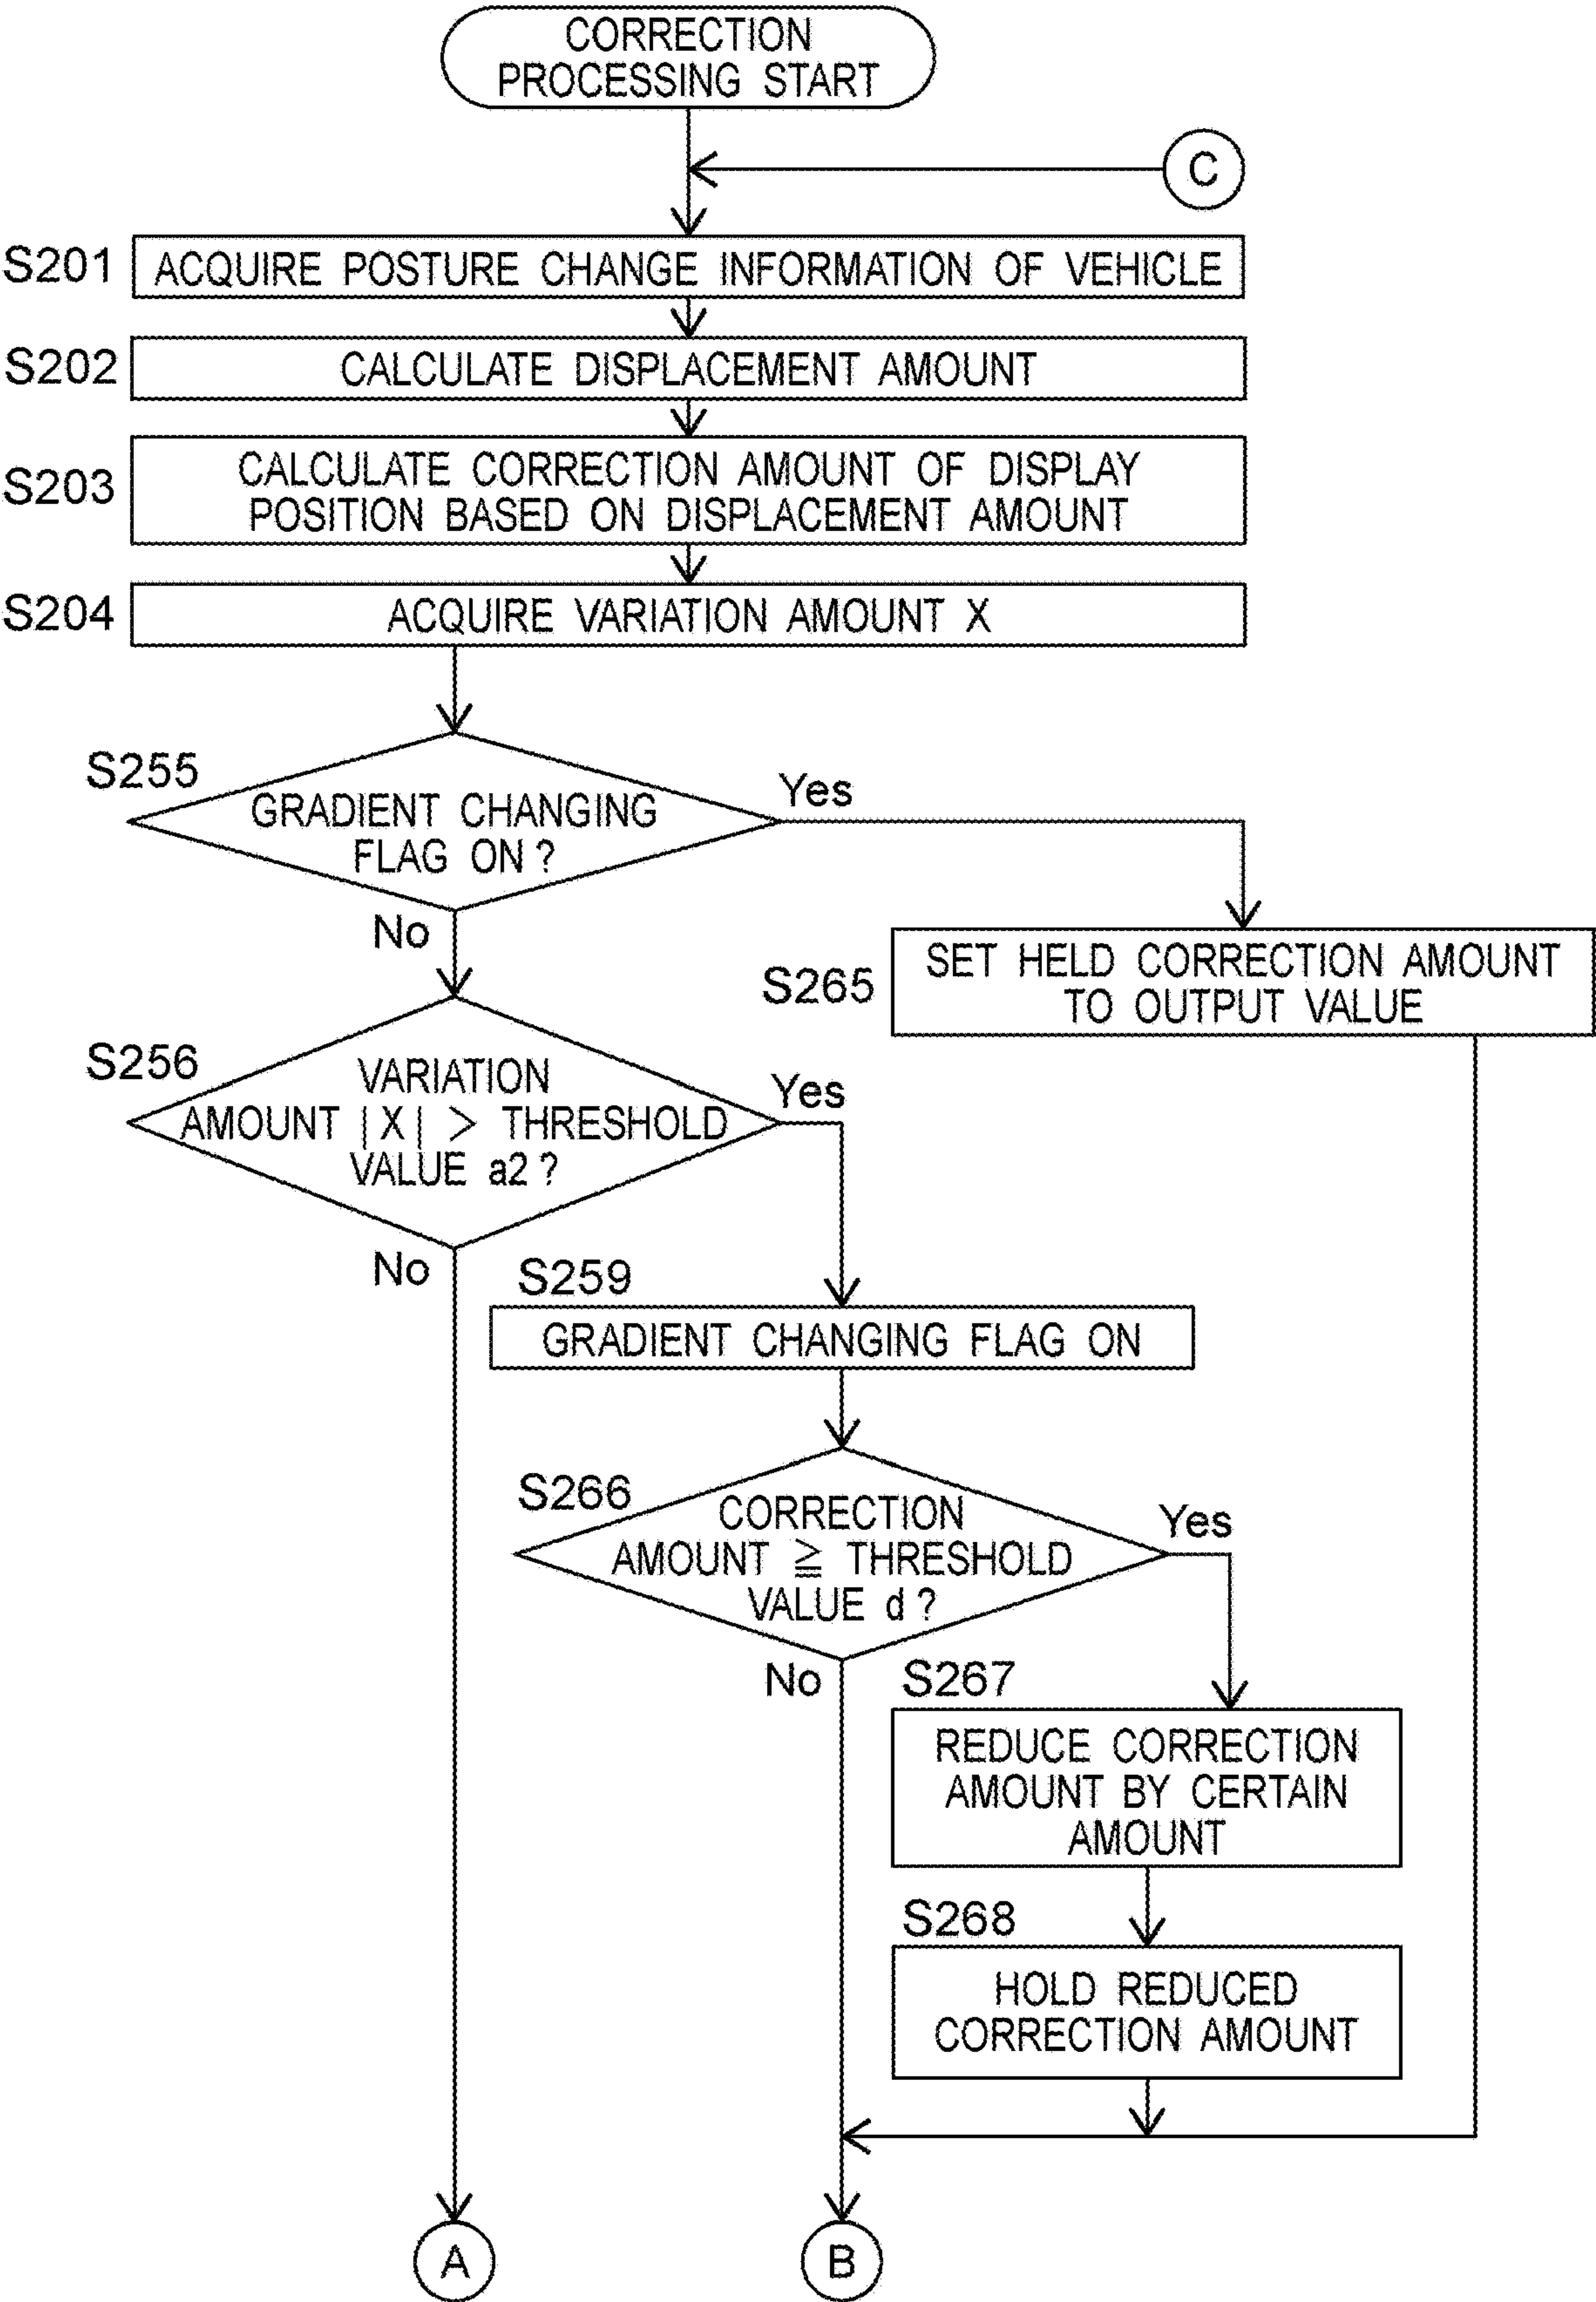 CORRECTION
PROCESSING START
C
S201
ACQUIRE POSTURE CHANGE INFORMATION OF VEHICLE
S202
CALCULATE DISPLACEMENT AMOUNT
S203
CALCULATE CORRECTION AMOUNT OF DISPLAY
POSITION BASED ON DISPLACEMENT AMOUNT
S204
ACQUIRE VARIATION AMOUNT X
S255
GRADIENT CHANGING
FLAG ON ?
Yes
No
S265
SET HELD CORRECTION AMOUNT
TO OUTPUT VALUE
S256
VARIATION
AMOUNT | X | > THRESHOLD
VALUE a2 ?
Yes
No
S259
GRADIENT CHANGING FLAG ON
S266
CORRECTION
AMOUNT ≧ THRESHOLD
VALUE d ?
Yes
No
S267
REDUCE CORRECTION
AMOUNT BY CERTAIN
AMOUNT
S268
HOLD REDUCED
CORRECTION AMOUNT
A
B